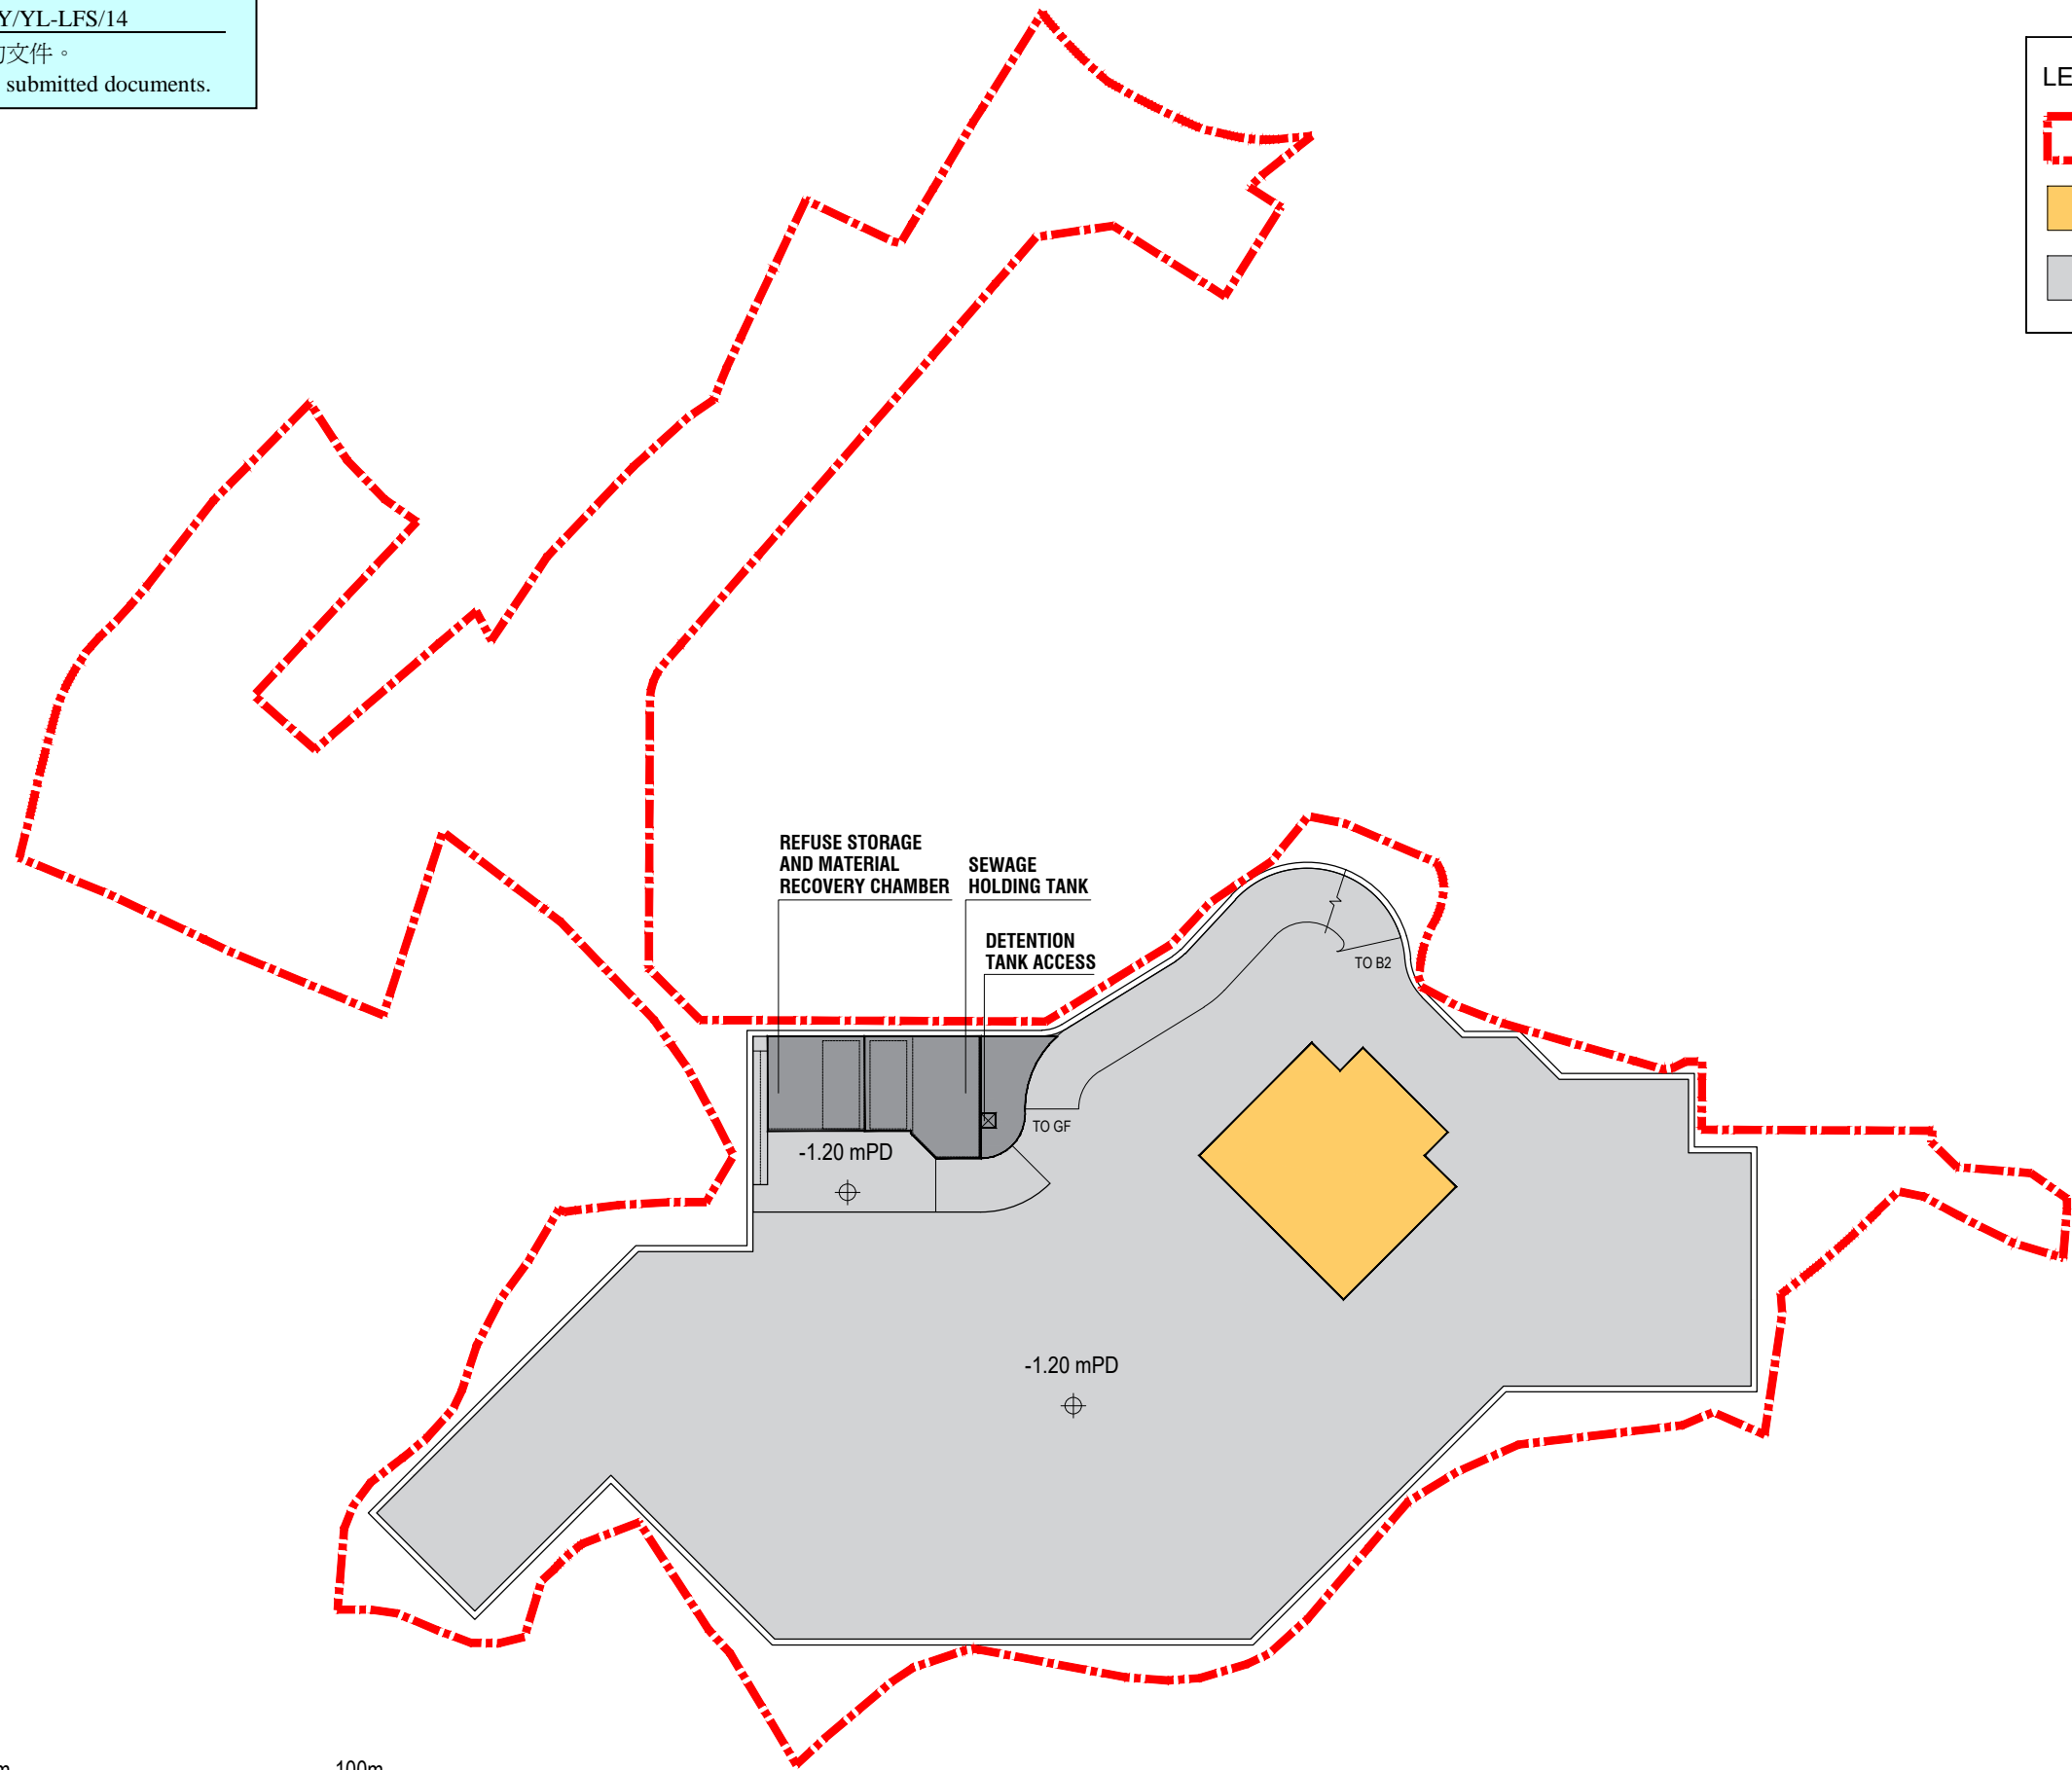 Y/YL-LFS/14
的文件。
submitted documents.
LE
REFUSE STORAGE
AND MATERIAL
RECOVERY CHAMBER
SEWAGE
HOLDING TANK
DETENTION
TANK ACCESS
TO B2
TO GF
-1.20 mPD
-1.20 mPD
m
100m